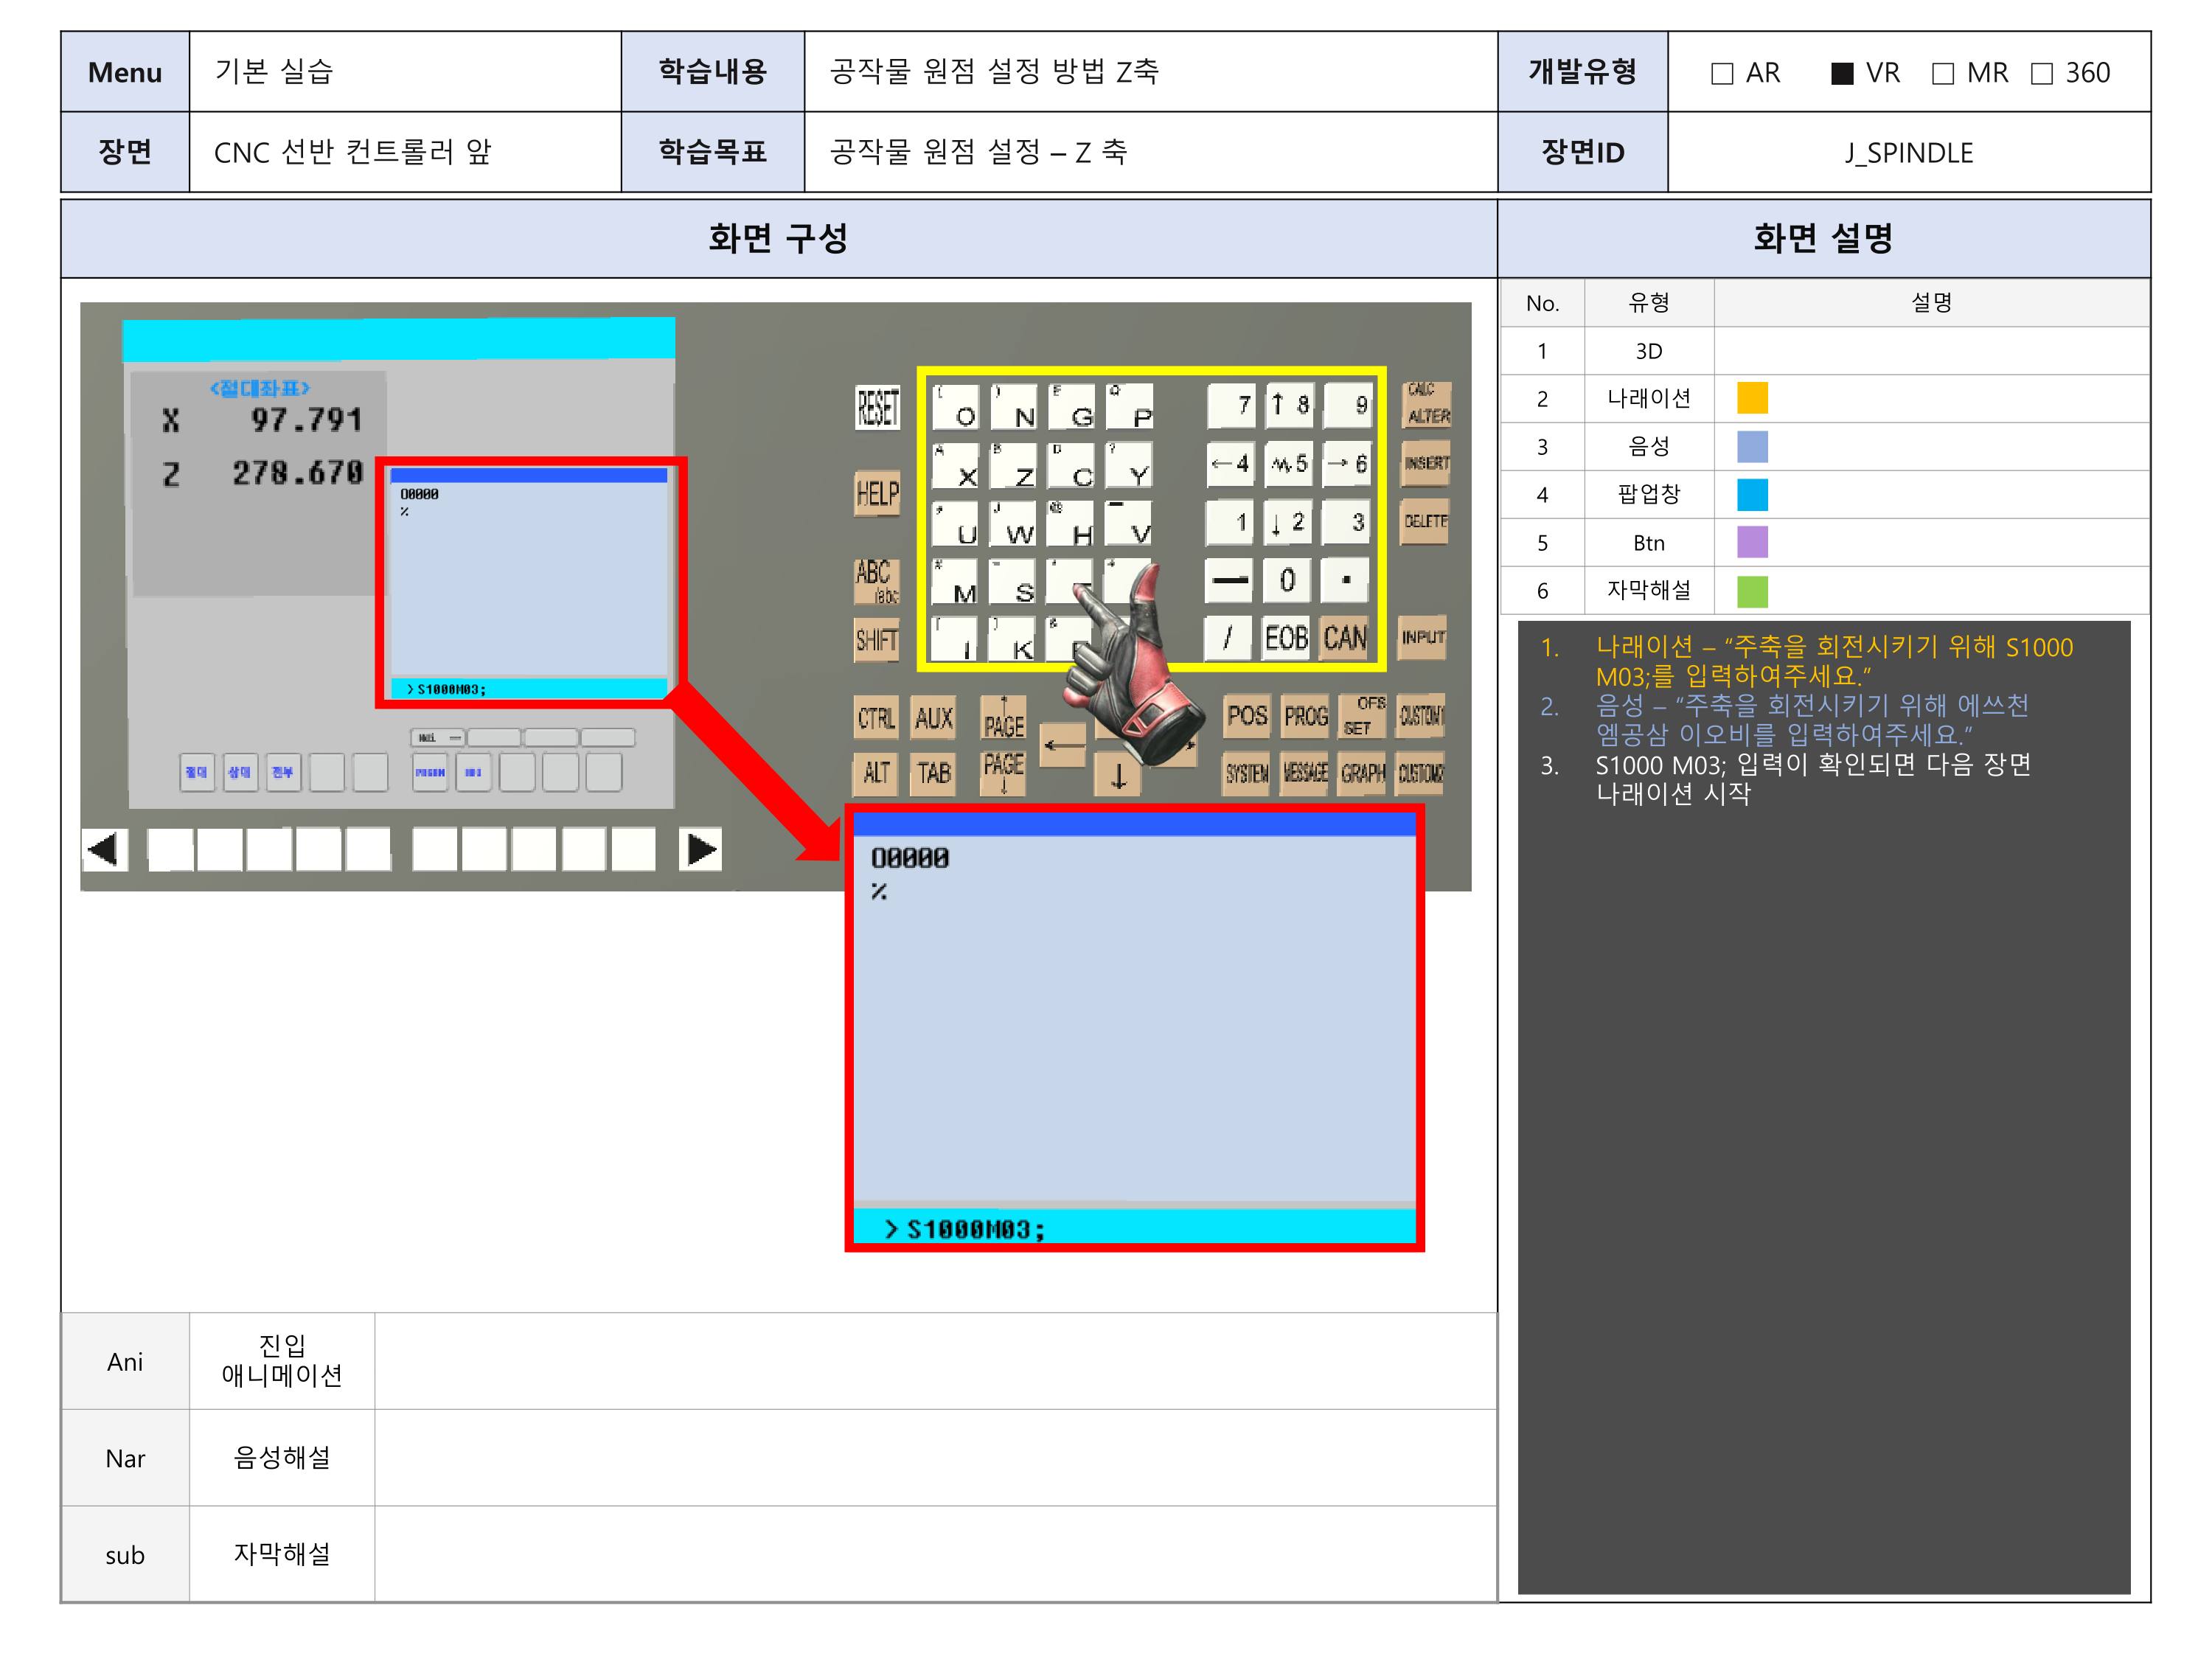 Menu 기본 실습 학습내용 공작물 원점 설정 방법 Z축 개발유형 □ AR ■ VR □ MR □ 360
장면 CNC 선반 컨트롤러 앞 학습목표 공작물 원점 설정 – Z 축 장면ID J_SPINDLE
화면 구성
<절대좌표>
X 97.791
Z 278.670
O0000
%
>S1000M03;
절대 상대 전부
RESET
HELP
ABC /abc
SHIFT
O N G P
X Z C Y
U W H V
M S
I K
7 ↑ 8 9
←4 5 →6
1 ↓ 2 3
— 0 .
/ EOB CAN
CALC ALTER
INSERT
DELETE
INPUT
CTRL AUX ↑ PAGE ← POS PROG OFS SET CUSTOM1
ALT TAB PAGE ↓ ↓ SYSTEM MESSAGE GRAPH CUSTOM2
O0000
%
>S1000M03;
Ani 진입 애니메이션
Nar 음성해설
sub 자막해설
화면 설명
No. 유형 설명
1 3D
2 나래이션
3 음성
4 팝업창
5 Btn
6 자막해설
1. 나래이션 – “주축을 회전시키기 위해 S1000
M03;를 입력하여주세요.”
2. 음성 – “주축을 회전시키기 위해 에쓰천
엠공삼 이오비를 입력하여주세요.”
3. S1000 M03; 입력이 확인되면 다음 장면
나래이션 시작